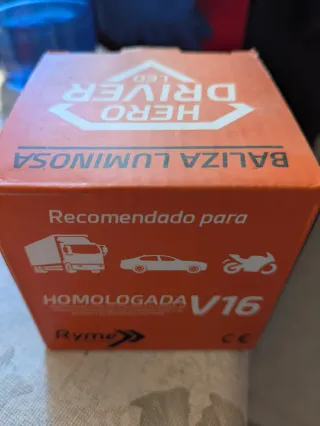 HERO
DRIVER
LED
BALIZA LUMINOSA
Recomendado para
HOMOLOGADA
V16
Ryme
CE